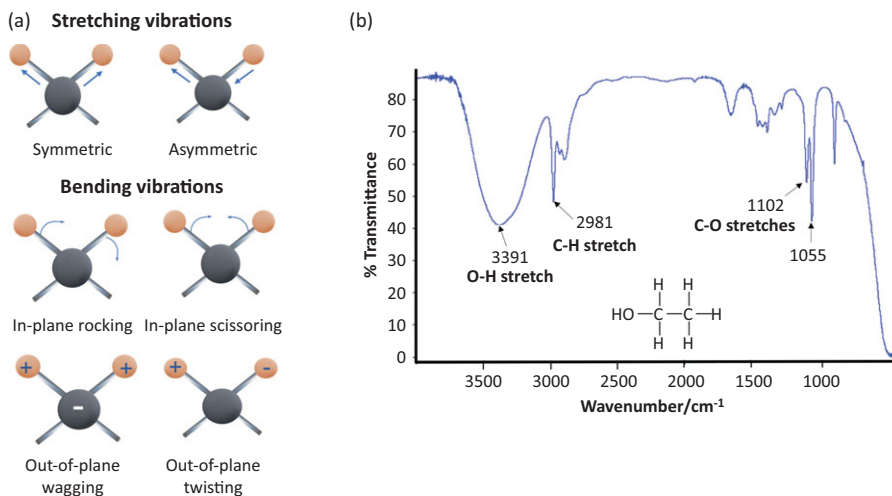 (a)
Stretching vibrations
Symmetric
Asymmetric
Bending vibrations
In-plane rocking
In-plane scissoring
+
+
-
+
-
Out-of-plane
wagging
Out-of-plane
twisting
(b)
% Transmittance
80
70
60
50
40
30
20
10
0
3391
O-H stretch
2981
C-H stretch
1102
C-O stretches
1055
H H
HO C C H
H H
3500 3000 2500 2000 1500 1000
Wavenumber/cm-1